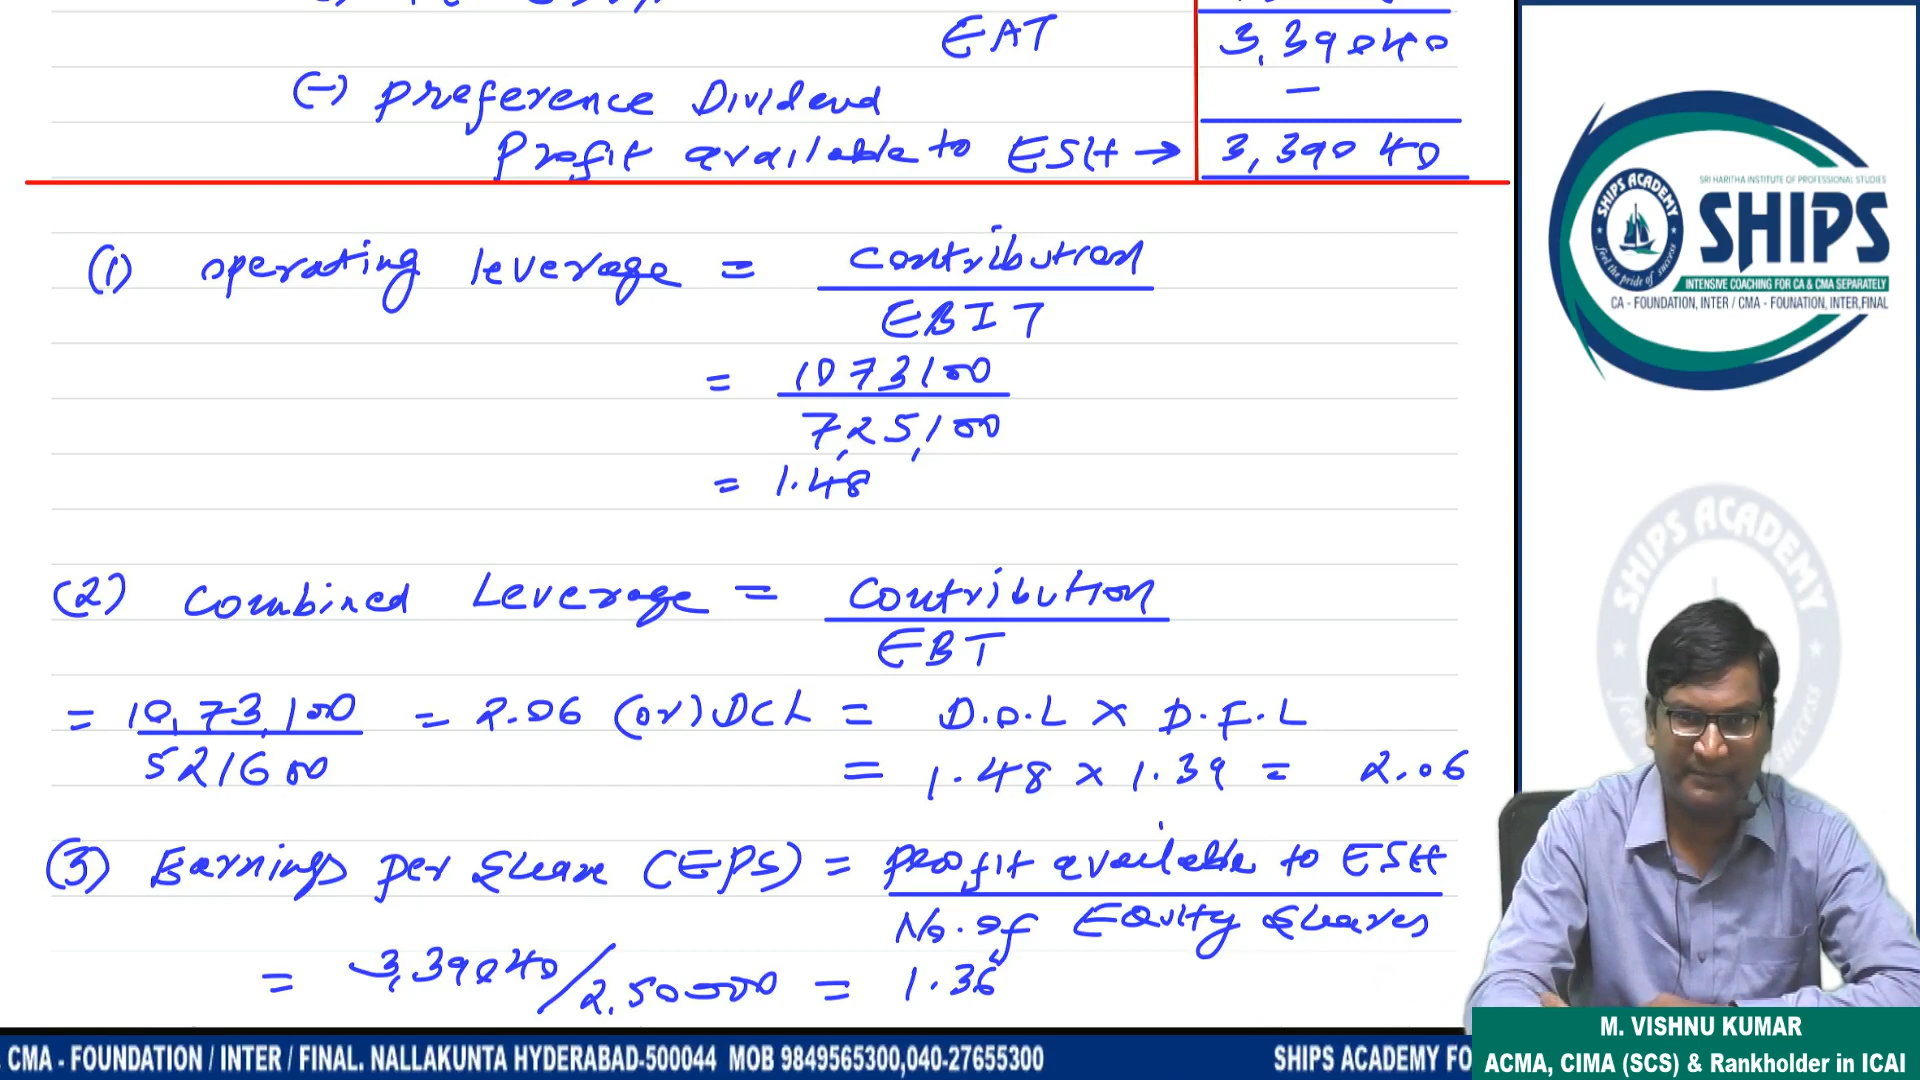 EAT 3,39040
(-) Preference Dividend -
Profit available to ESH → 3,390 40
(1) operating leverage = contribution
EBIT
= 1073100
7,25,100
= 1.48
(2) Combined Leverage = Contribution
EBT
= 10,73,100 = 2.06 (or) DCL = D.O.L × D.F.L
521600
= 1.48 × 1.39 = 2.06
(3) Earnings Per Share (EPS) = Profit available to ESH
No. of Equity Shares
= 3,39040/2,50000 = 1.36
SRI HARITHA INSTITUTE OF PROFESSIONAL STUDIES
SHIPS ACADEMY
feel the pride of success
SHIPS
INTENSIVE COACHING FOR CA & CMA SEPARATELY
CA - FOUNDATION, INTER / CMA - FOUNATION, INTER,FINAL
SHIPS ACADEMY
M. VISHNU KUMAR
ACMA, CIMA (SCS) & Rankholder in ICAI
CMA - FOUNDATION / INTER / FINAL. NALLAKUNTA HYDERABAD-500044 MOB 9849565300,040-27655300
SHIPS ACADEMY FO